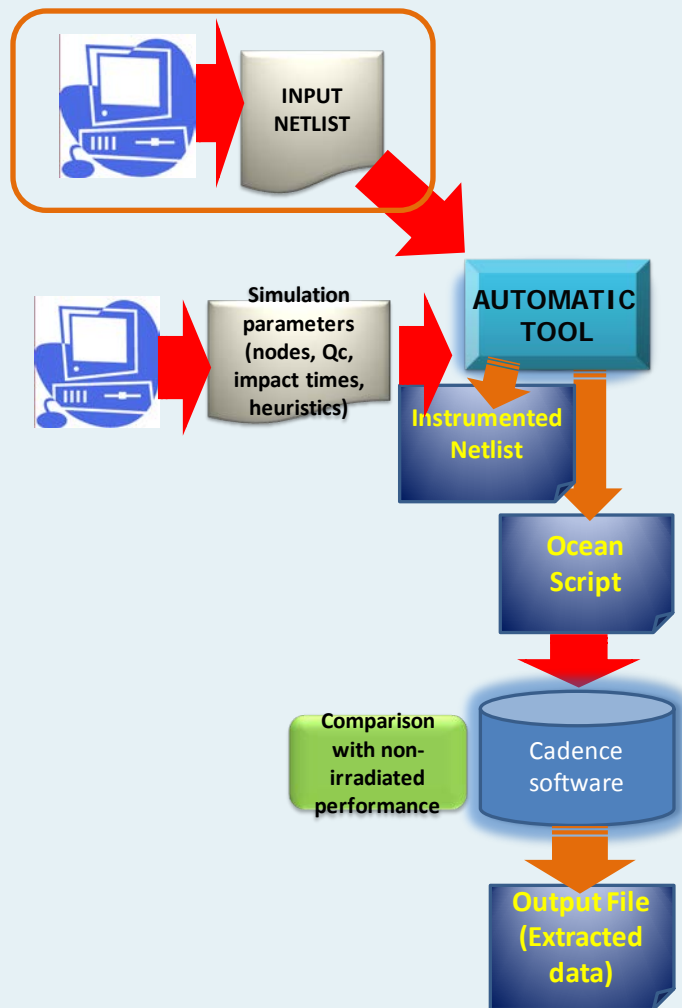 INPUT
NETLIST
Simulation
parameters
(nodes, Qc,
impact times,
heuristics)
AUTOMATIC
TOOL
Instrumented
Netlist
Ocean
Script
Comparison
with non-
irradiated
performance
Cadence
software
Output File
(Extracted
data)